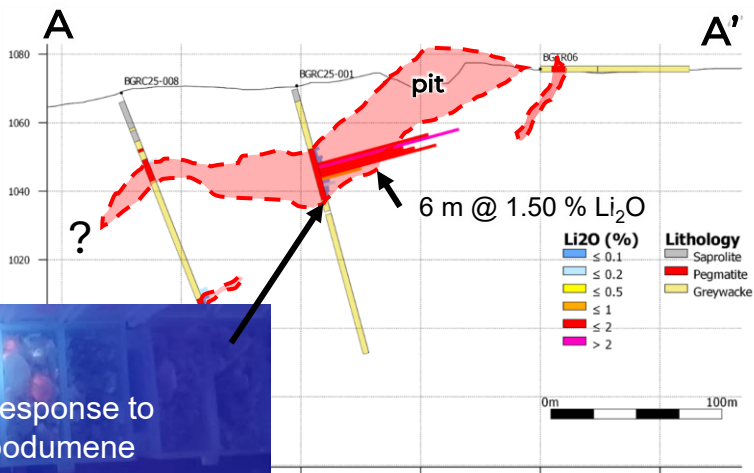 A
A'
1080
BGRC25-008
BGRC25-001
BGTR06
pit
1060
1040
6 m @ 1.50 % Li₂O
?
Li2O (%)
≤ 0.1
≤ 0.2
≤ 0.5
≤ 1
≤ 2
> 2
Lithology
Saprolite
Pegmatite
Greywacke
1020
esponse to
odumene
0m
100m